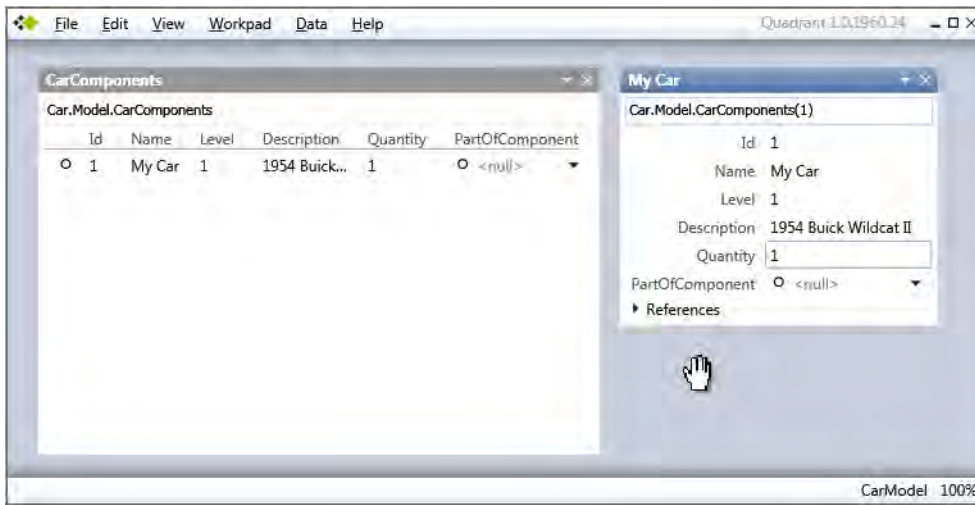 File Edit View Workpad Data Help Quadrant 1.0.1960.24
CarComponents
Car.Model.CarComponents
Id Name Level Description Quantity PartOfComponent
1 My Car 1 1954 Buick... 1 <null>
My Car
Car.Model.CarComponents(1)
Id 1
Name My Car
Level 1
Description 1954 Buick Wildcat II
Quantity 1
PartOfComponent <null>
References
CarModel 100%